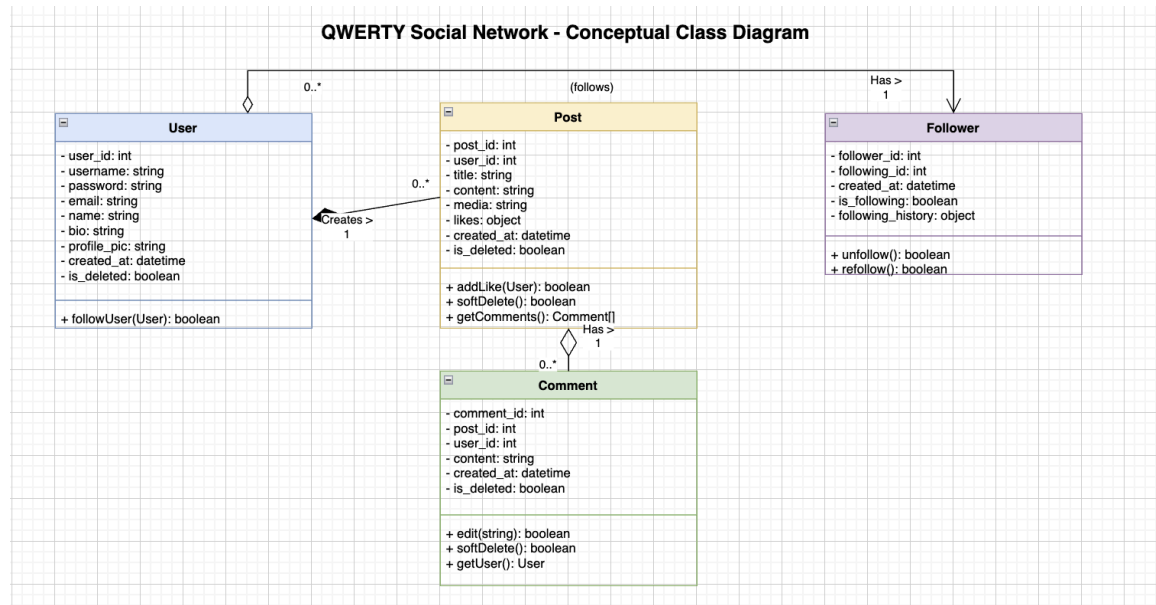 QWERTY Social Network - Conceptual Class Diagram
0..*
(follows)
Has >
1
User
- user_id: int
- username: string
- password: string
- email: string
- name: string
- bio: string
- profile_pic: string
- created_at: datetime
- is_deleted: boolean
+ followUser(User): boolean
0..*
Creates >
1
Post
- post_id: int
- user_id: int
- title: string
- content: string
- media: string
- likes: object
- created_at: datetime
- is_deleted: boolean
+ addLike(User): boolean
+ softDelete(): boolean
+ getComments(): Comment[]
Has >
1
0..*
Comment
- comment_id: int
- post_id: int
- user_id: int
- content: string
- created_at: datetime
- is_deleted: boolean
+ edit(string): boolean
+ softDelete(): boolean
+ getUser(): User
Follower
- follower_id: int
- following_id: int
- created_at: datetime
- is_following: boolean
- following_history: object
+ unfollow(): boolean
+ refollow(): boolean